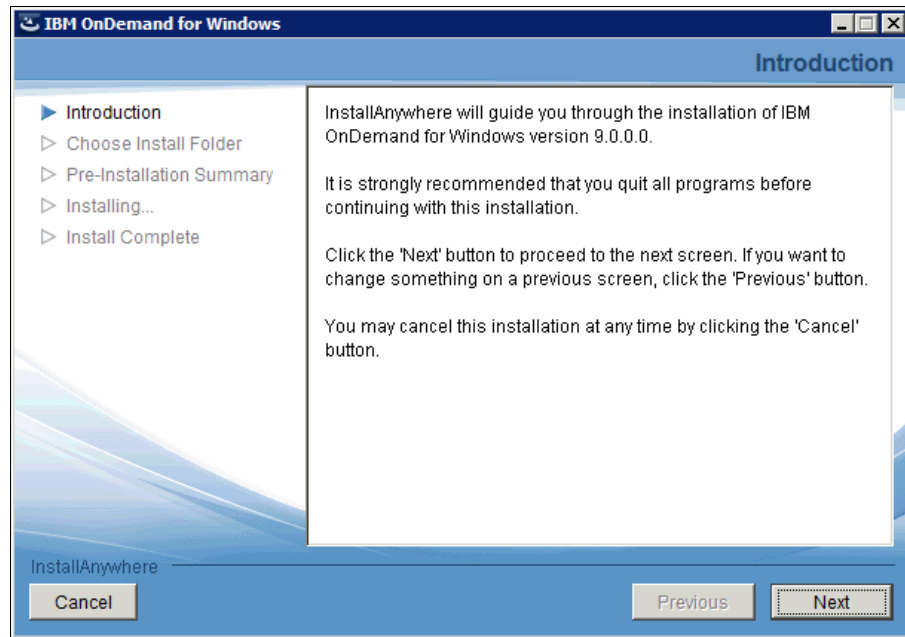 IBM OnDemand for Windows
Introduction
Introduction
Choose Install Folder
Pre-Installation Summary
Installing...
Install Complete
InstallAnywhere will guide you through the installation of IBM
OnDemand for Windows version 9.0.0.0.
It is strongly recommended that you quit all programs before
continuing with this installation.
Click the 'Next' button to proceed to the next screen. If you want to
change something on a previous screen, click the 'Previous' button.
You may cancel this installation at any time by clicking the 'Cancel'
button.
InstallAnywhere
Cancel
Previous
Next